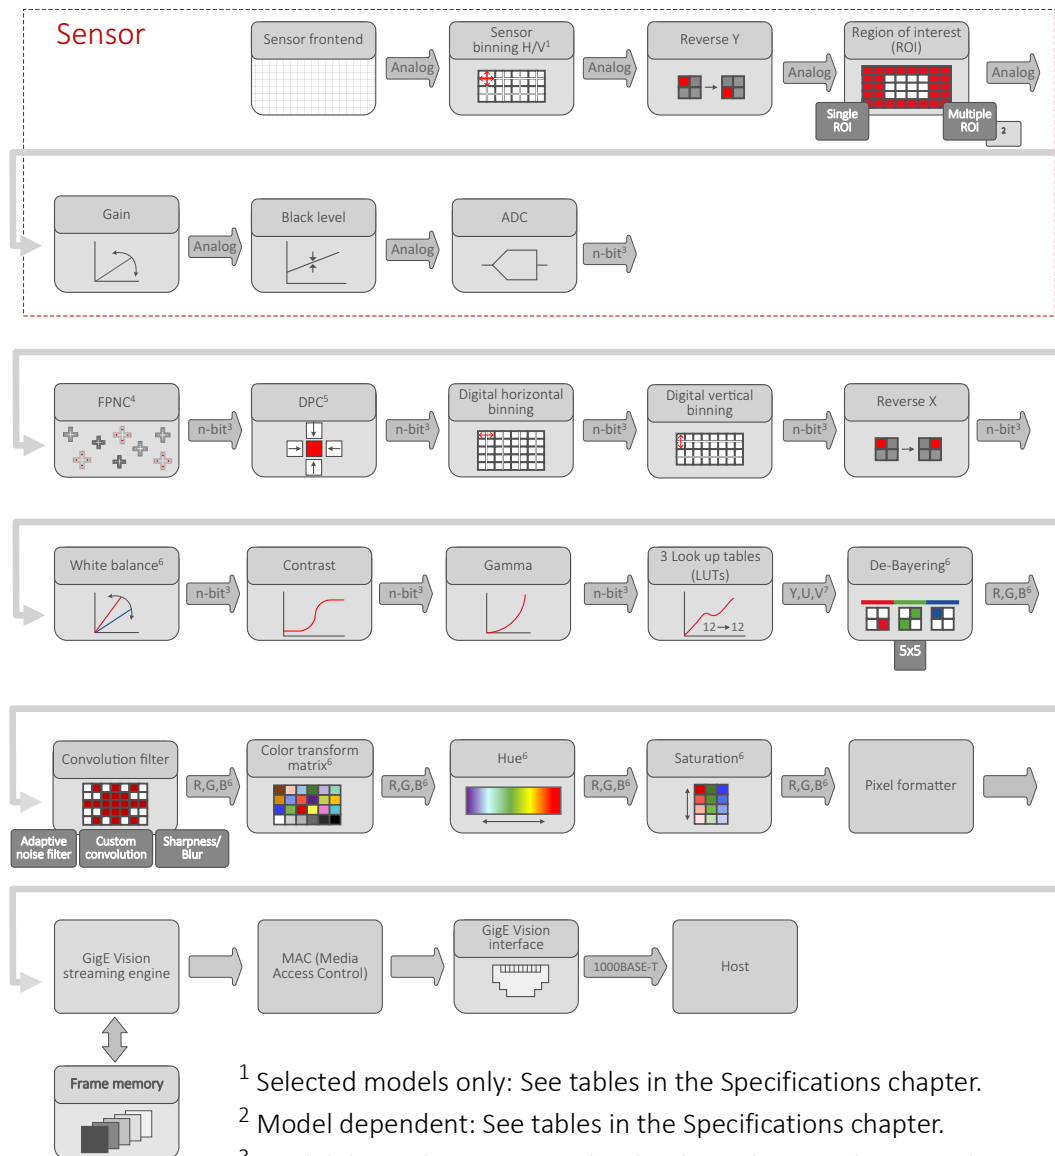 Sensor
Sensor frontend
Analog
Sensor
binning H/V¹
Analog
Reverse Y
Analog
Region of interest
(ROI)
Single
ROI
Multiple
ROI
2
Analog
Gain
Analog
Black level
Analog
ADC
n-bit³
FPNC⁴
n-bit³
DPC⁵
n-bit³
Digital horizontal
binning
n-bit³
Digital vertical
binning
n-bit³
Reverse X
n-bit³
White balance⁶
n-bit³
Contrast
n-bit³
Gamma
n-bit³
3 Look up tables
(LUTs)
12→12
Y,U,V⁷
De-Bayering⁶
5x5
R,G,B⁶
Convolution filter
Adaptive
noise filter
Custom
convolution
Sharpness/
Blur
R,G,B⁶
Color transform
matrix⁶
R,G,B⁶
Hue⁶
R,G,B⁶
Saturation⁶
R,G,B⁶
Pixel formatter
GigE Vision
streaming engine
MAC (Media
Access Control)
GigE Vision
interface
1000BASE-T
Host
Frame memory
¹ Selected models only: See tables in the Specifications chapter.
² Model dependent: See tables in the Specifications chapter.